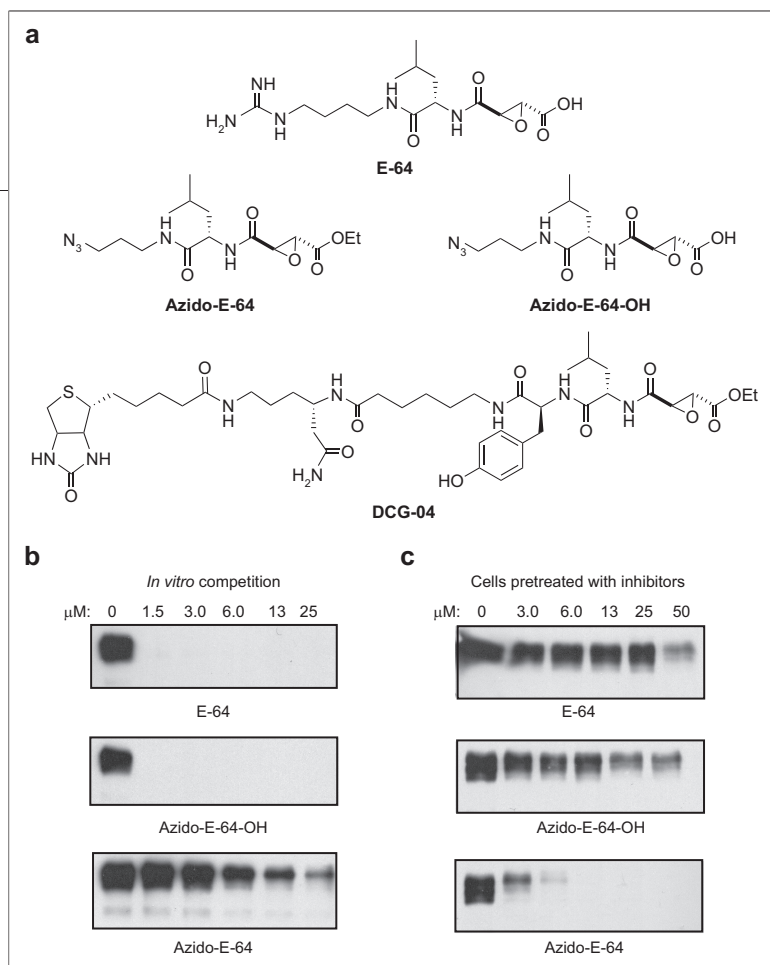 a
NH
H₂N
N
H
H
N
O
N
H
O
O
O
OH
E-64
N₃
H
N
O
N
H
O
O
O
OEt
Azido-E-64
N₃
H
N
O
N
H
O
O
O
OH
Azido-E-64-OH
S
HN
NH
O
O
N
H
H
N
O
H₂N
O
H
N
O
HO
H
N
O
N
H
O
O
O
OEt
DCG-04
b
In vitro competition
μM: 0 1.5 3.0 6.0 13 25
E-64
Azido-E-64-OH
Azido-E-64
c
Cells pretreated with inhibitors
μM: 0 3.0 6.0 13 25 50
E-64
Azido-E-64-OH
Azido-E-64